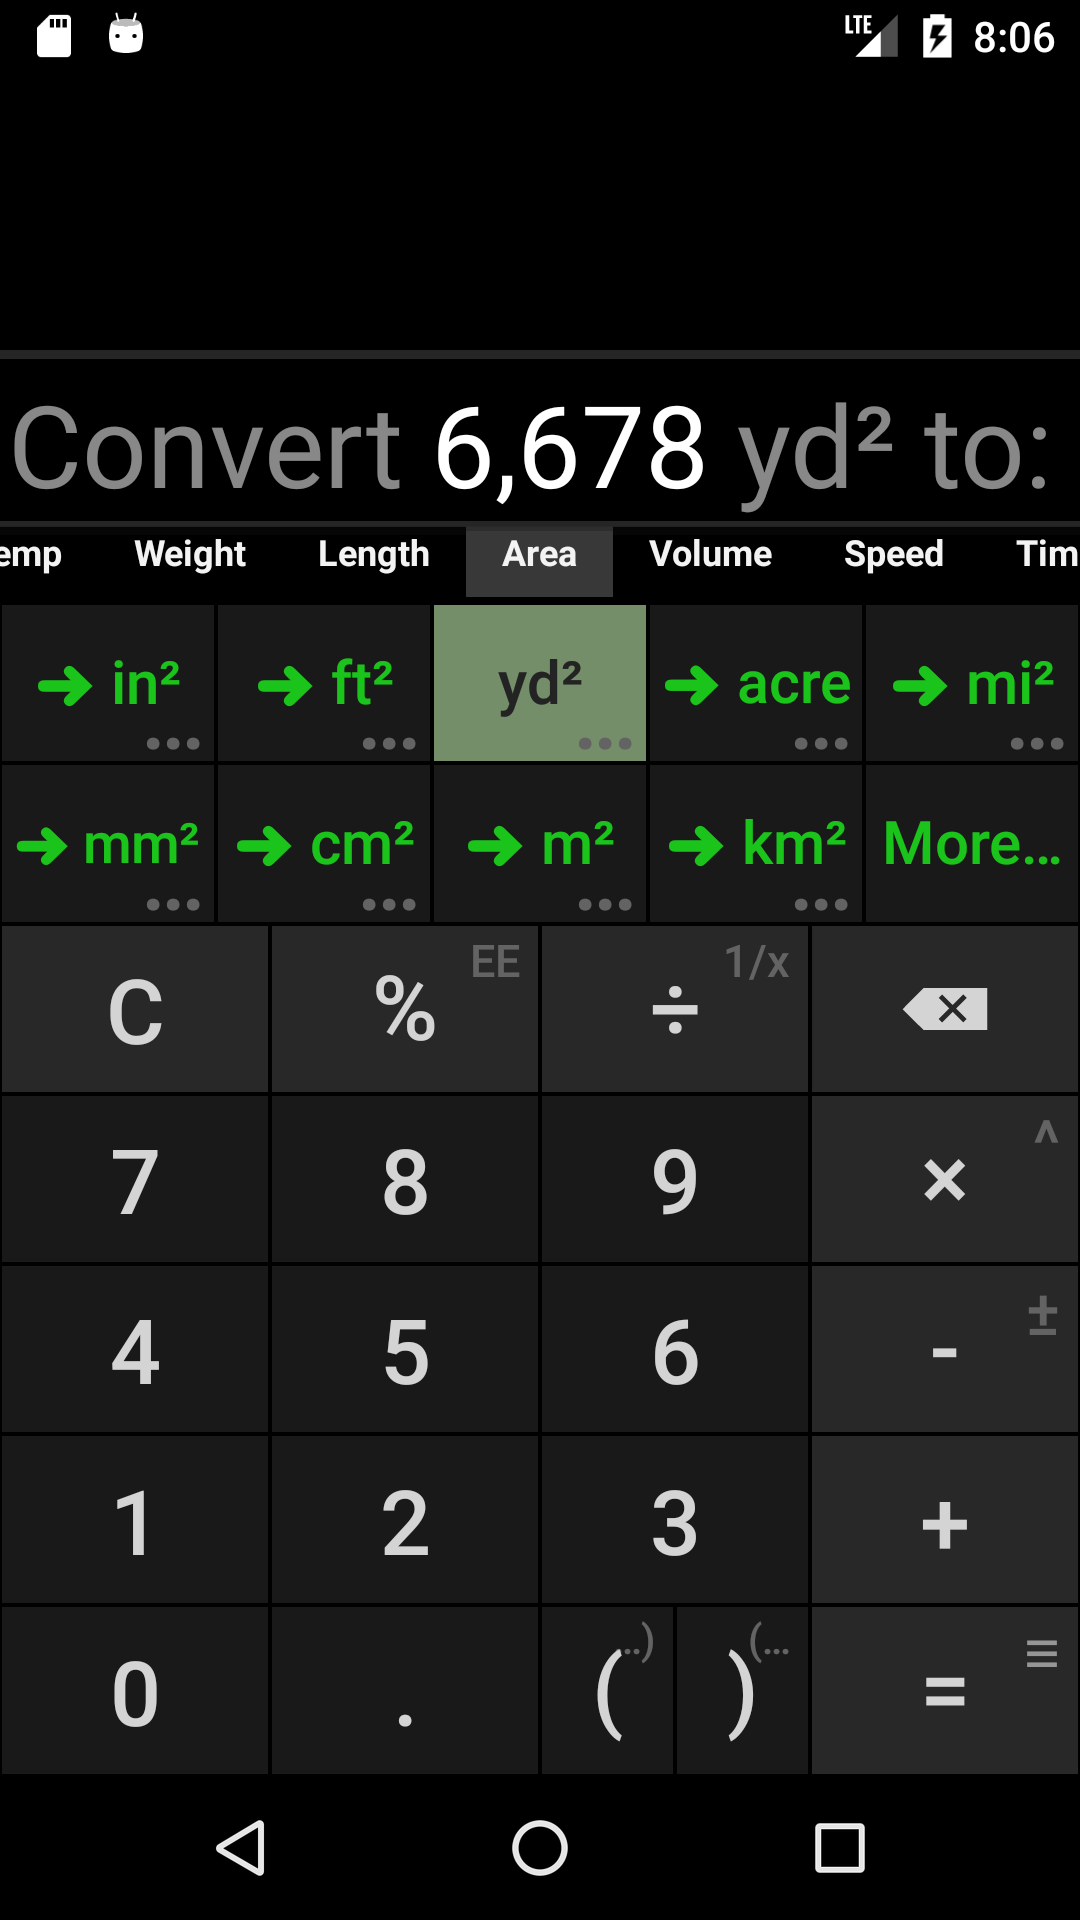 LTE 8:06
Convert 6,678 yd² to:
emp Weight Length Area Volume Speed Tim
➔ in² ➔ ft² yd² ➔ acre ➔ mi²
➔ mm² ➔ cm² ➔ m² ➔ km² More...
C % EE ÷ 1/x
7 8 9 × ^
4 5 6 - ±
1 2 3 +
0 . ( ..) ) (... =